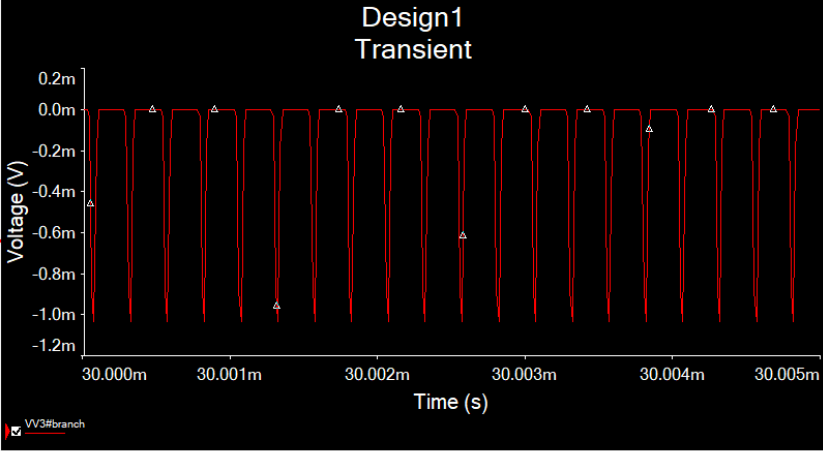 Design1
Transient
Voltage (V)
0.2m
0.0m
-0.2m
-0.4m
-0.6m
-0.8m
-1.0m
-1.2m
30.000m 30.001m 30.002m 30.003m 30.004m 30.005m
Time (s)
VV3#branch